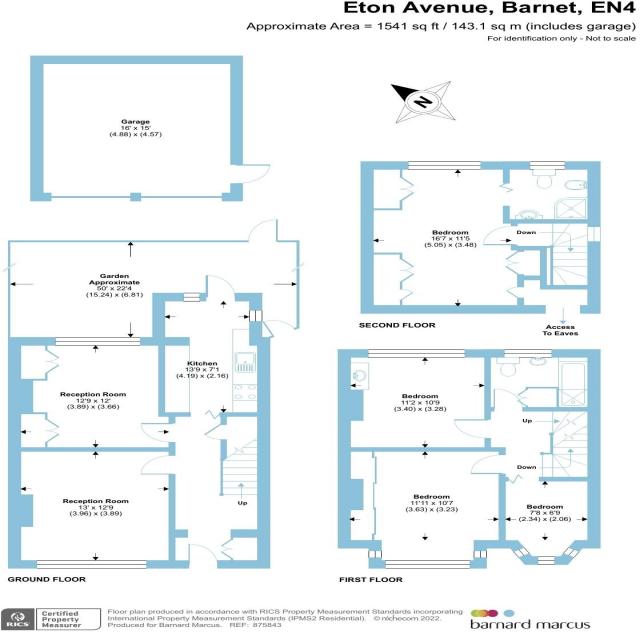 Eton Avenue, Barnet, EN4
Approximate Area = 1541 sq ft / 143.1 sq m (includes garage)
For identification only - Not to scale
N
Garage
16' x 15'
(4.88) x (4.57)
Bedroom
16'7 x 11'5
(5.05) x (3.48)
Down
SECOND FLOOR
Access
To Eaves
Garden
Approximate
50' x 22'4
(15.24) x (6.81)
Kitchen
13'9 x 7'1
(4.19) x (2.16)
Reception Room
12'9 x 12'
(3.89) x (3.66)
Reception Room
13' x 12'9
(3.96) x (3.89)
Up
GROUND FLOOR
Bedroom
11'2 x 10'9
(3.40) x (3.28)
Up
Down
Bedroom
11'11 x 10'7
(3.63) x (3.23)
Bedroom
7'8 x 6'9
(2.34) x (2.06)
FIRST FLOOR
RICS
Certified
Property
Measurer
Floor plan produced in accordance with RICS Property Measurement Standards incorporating
International Property Measurement Standards (IPMS2 Residential). © nichecom 2022.
Produced for Barnard Marcus. REF: 875843
barnard marcus